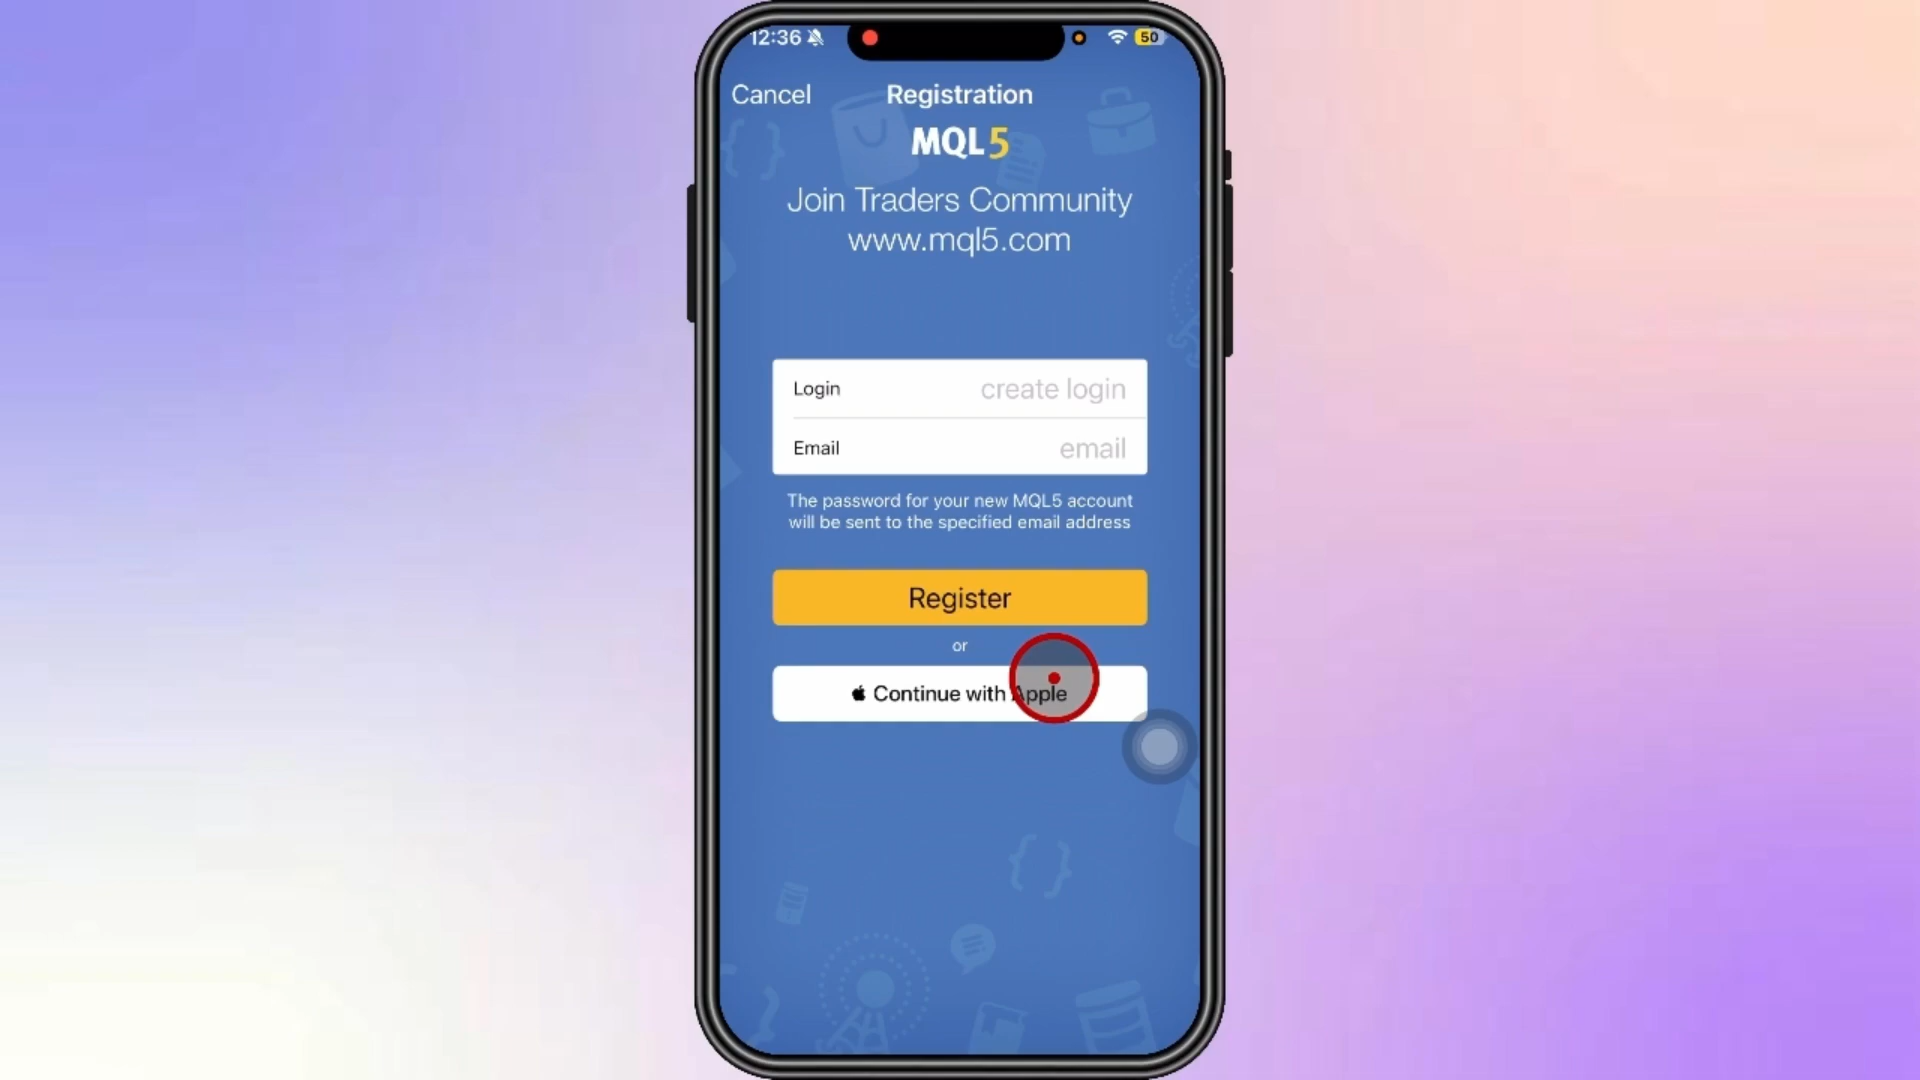 12:36
50
Cancel
Registration
MQL5
Join Traders Community
www.mql5.com
Login
create login
Email
email
The password for your new MQL5 account
will be sent to the specified email address
Register
or
Continue with Apple